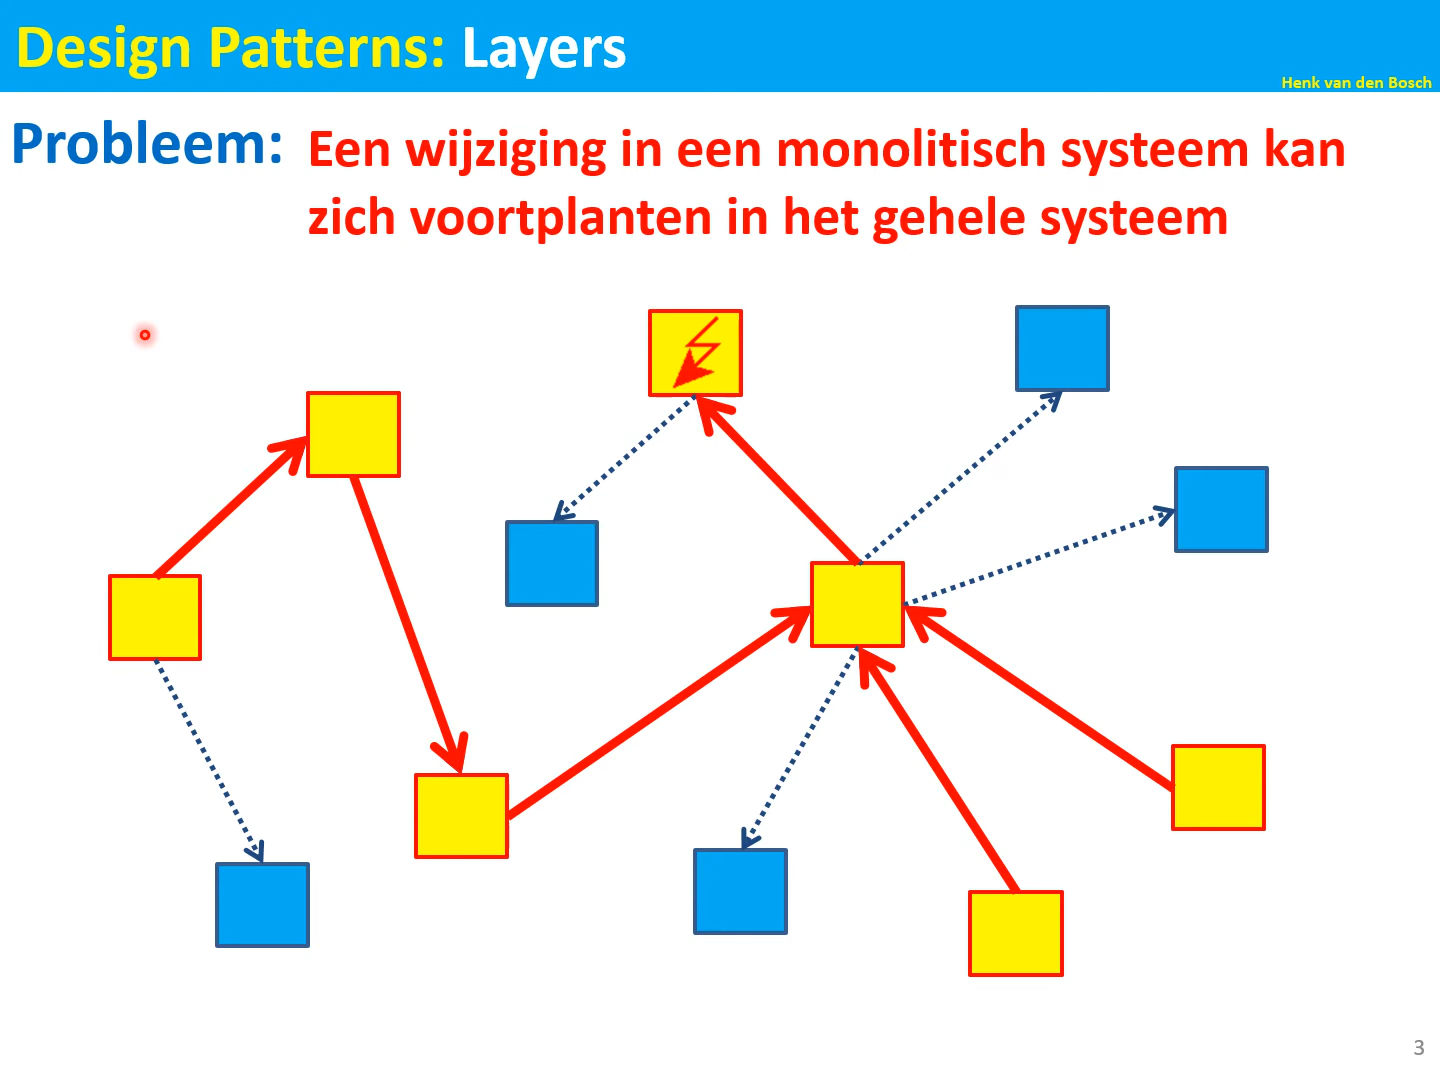 Design Patterns: Layers
Henk van den Bosch
Probleem: Een wijziging in een monolitisch systeem kan
zich voortplanten in het gehele systeem
3